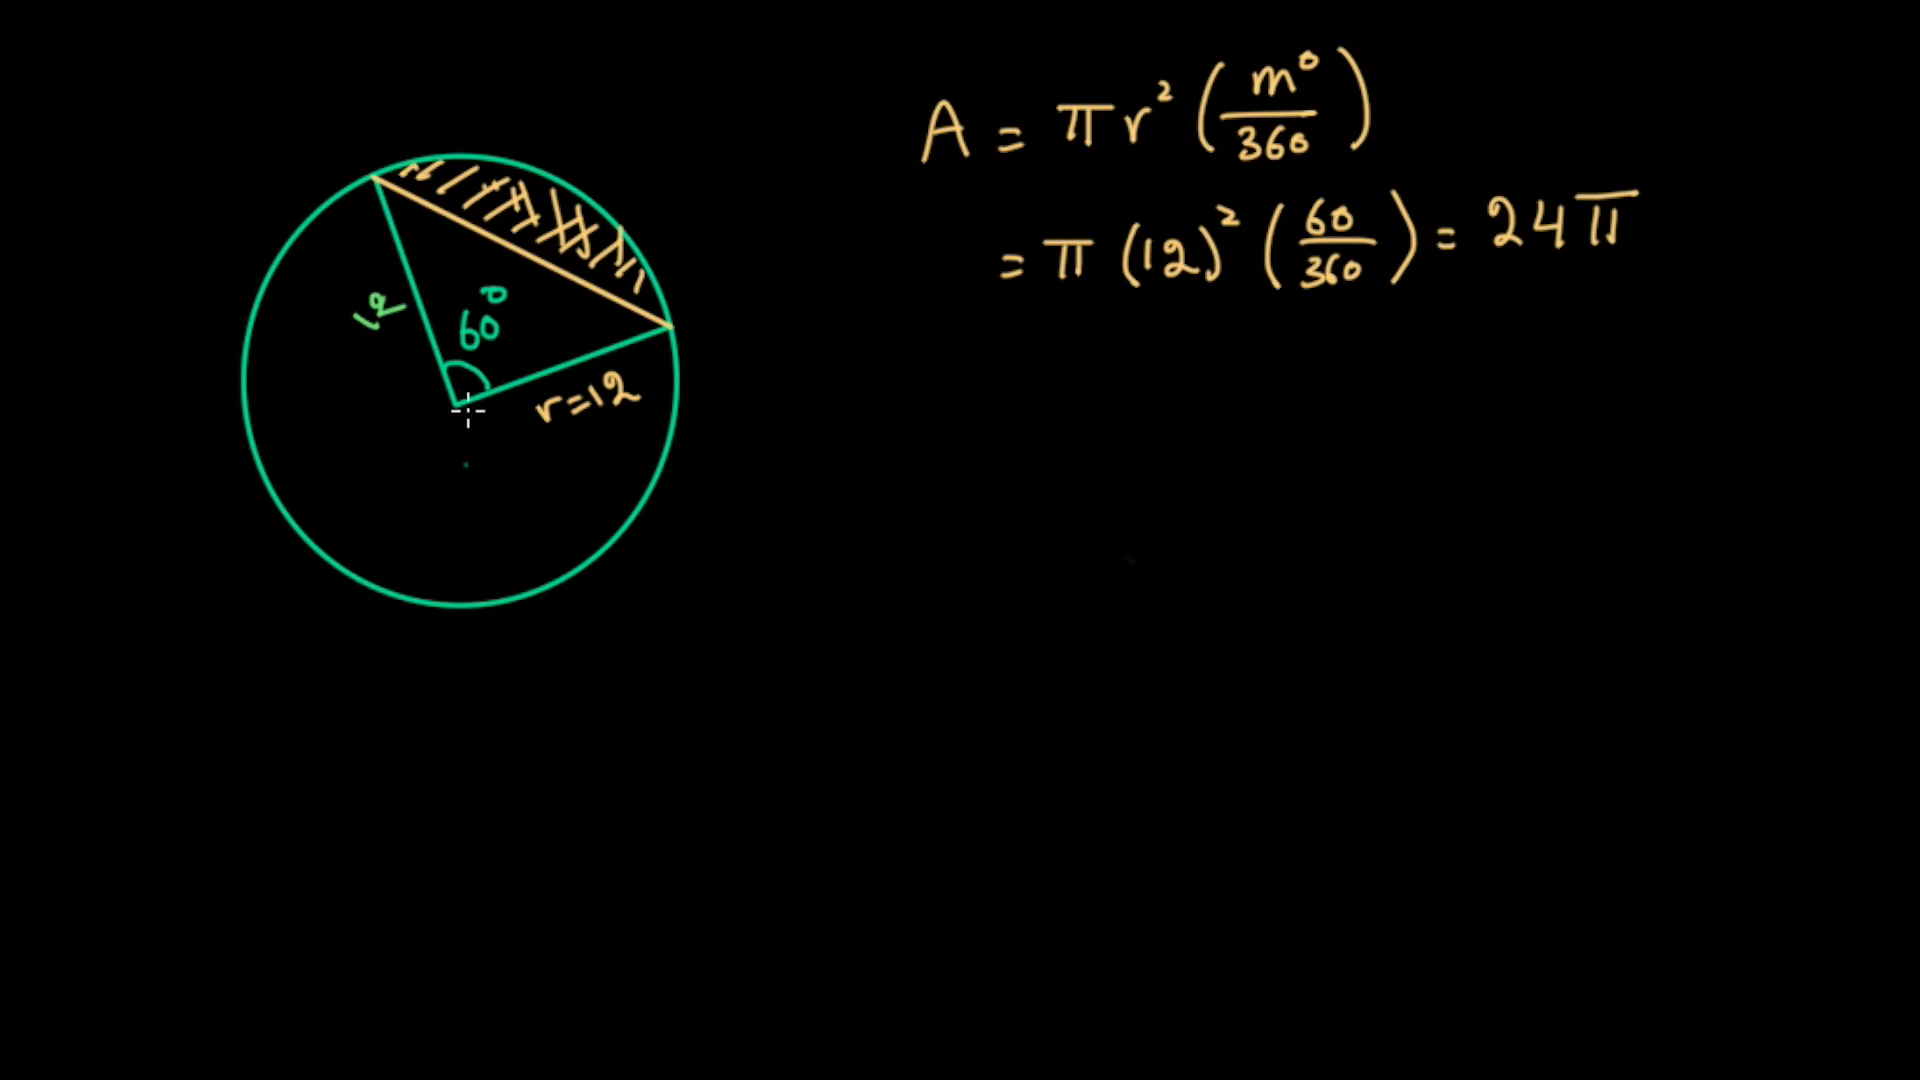 A = πr² (m°/360)
= π (12)² (60/360) = 24π
12
60°
r=12